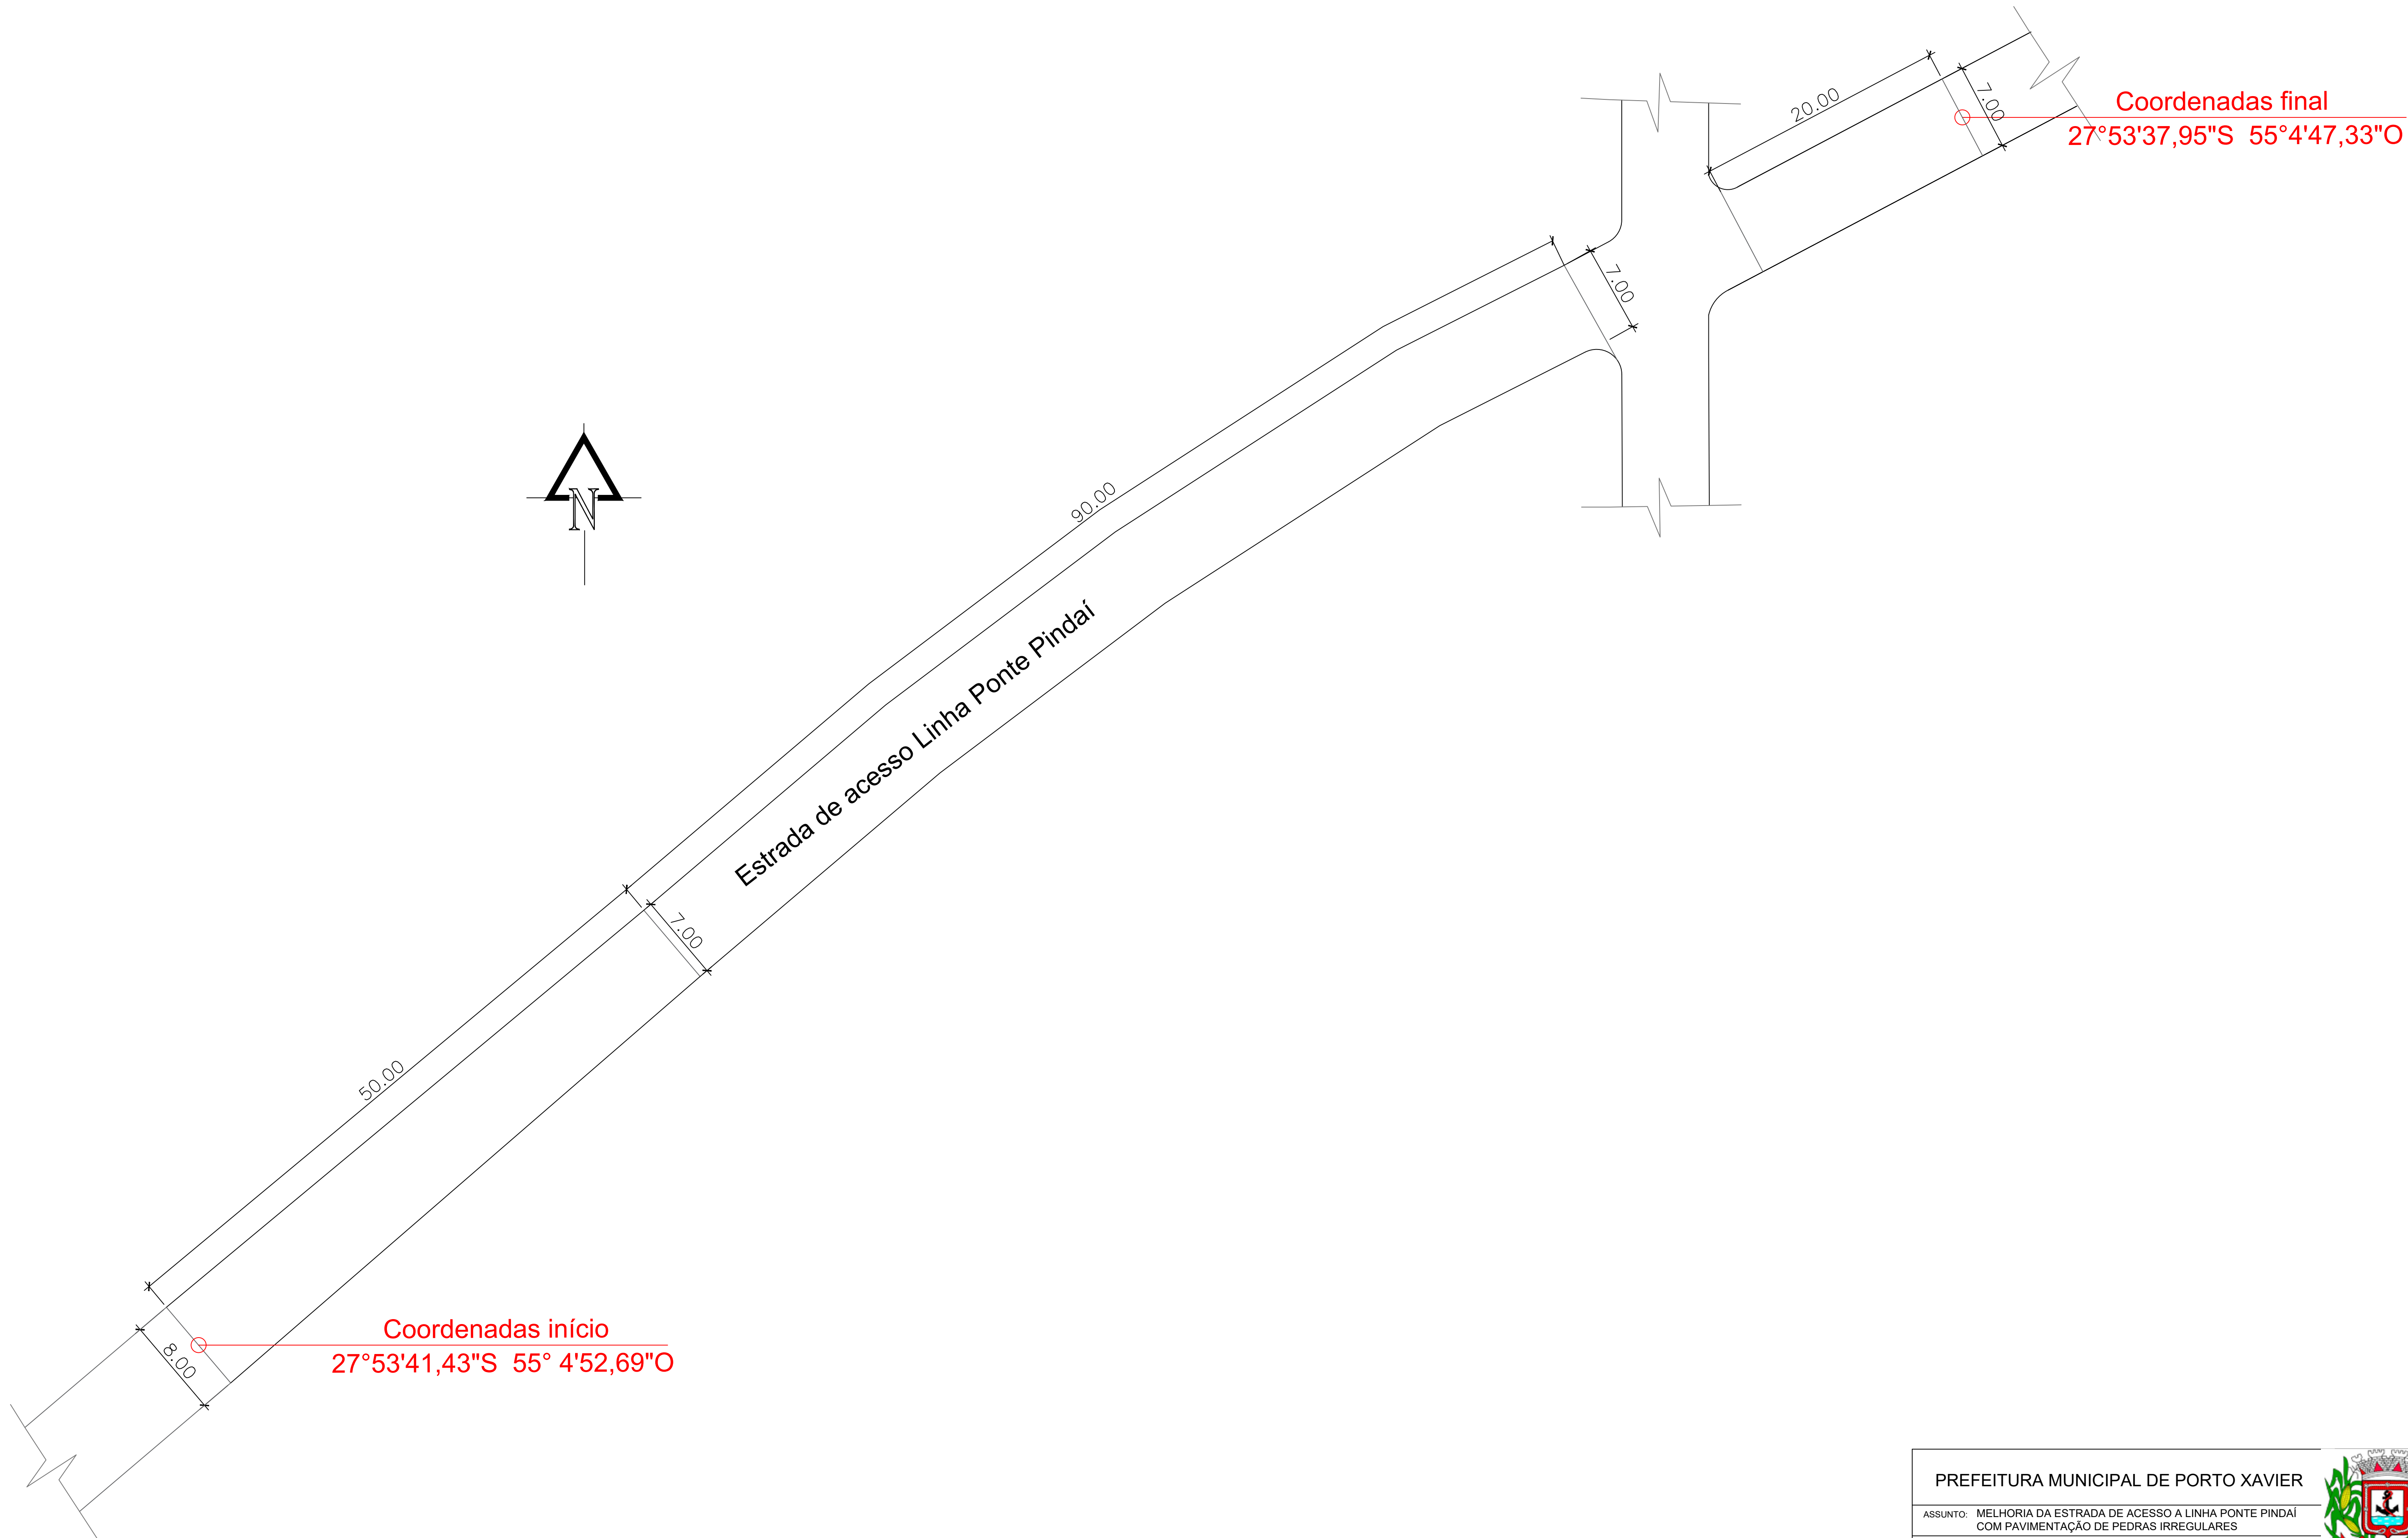 20.00
7.00
Coordenadas final
27°53'37,95"S 55°4'47,33"O
7.00
N
90.00
Estrada de acesso Linha Ponte Pindaí
7.00
50.00
Coordenadas início
27°53'41,43"S 55° 4'52,69"O
8.00
PREFEITURA MUNICIPAL DE PORTO XAVIER
ASSUNTO: MELHORIA DA ESTRADA DE ACESSO A LINHA PONTE PINDAÍ
COM PAVIMENTAÇÃO DE PEDRAS IRREGULARES